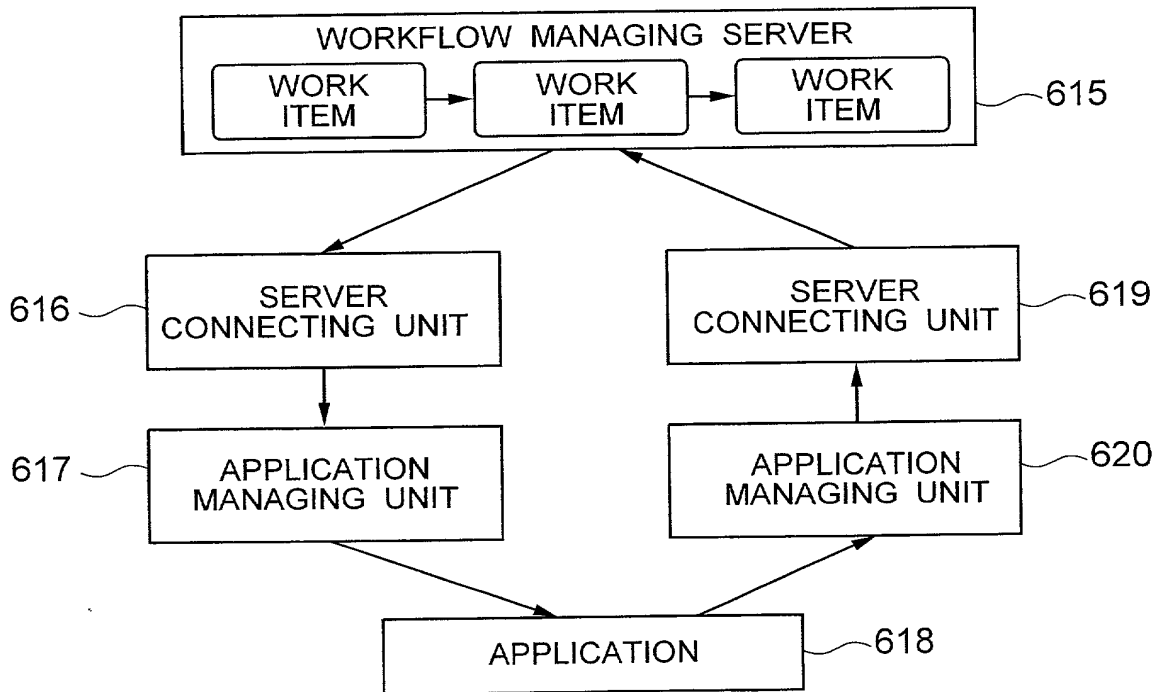 WORKFLOW MANAGING SERVER
WORK
ITEM
WORK
ITEM
WORK
ITEM
615
616
SERVER
CONNECTING UNIT
SERVER
CONNECTING UNIT
619
617
APPLICATION
MANAGING UNIT
APPLICATION
MANAGING UNIT
620
APPLICATION
618